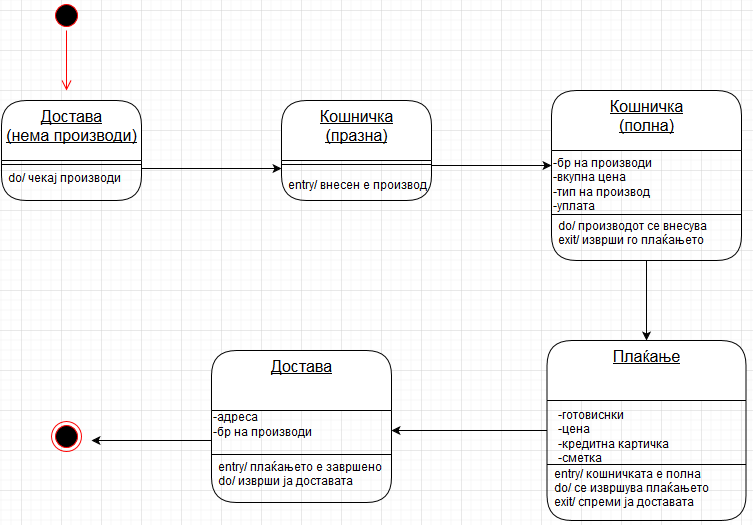 Достава
(нема производи)
do/ чекај производи
Кошничка
(празна)
entry/ внесен е производ
Кошничка
(полна)
-бр на производи
-вкупна цена
-тип на производ
-уплата
do/ производот се внесува
exit/ изврши го плаќањето
Плаќање
-готовиснки
-цена
-кредитна картичка
-сметка
entry/ кошничката е полна
do/ се извршува плаќањето
exit/ спреми ја доставата
Достава
-адреса
-бр на производи
entry/ плаќањето е завршено
do/ изврши ја доставата